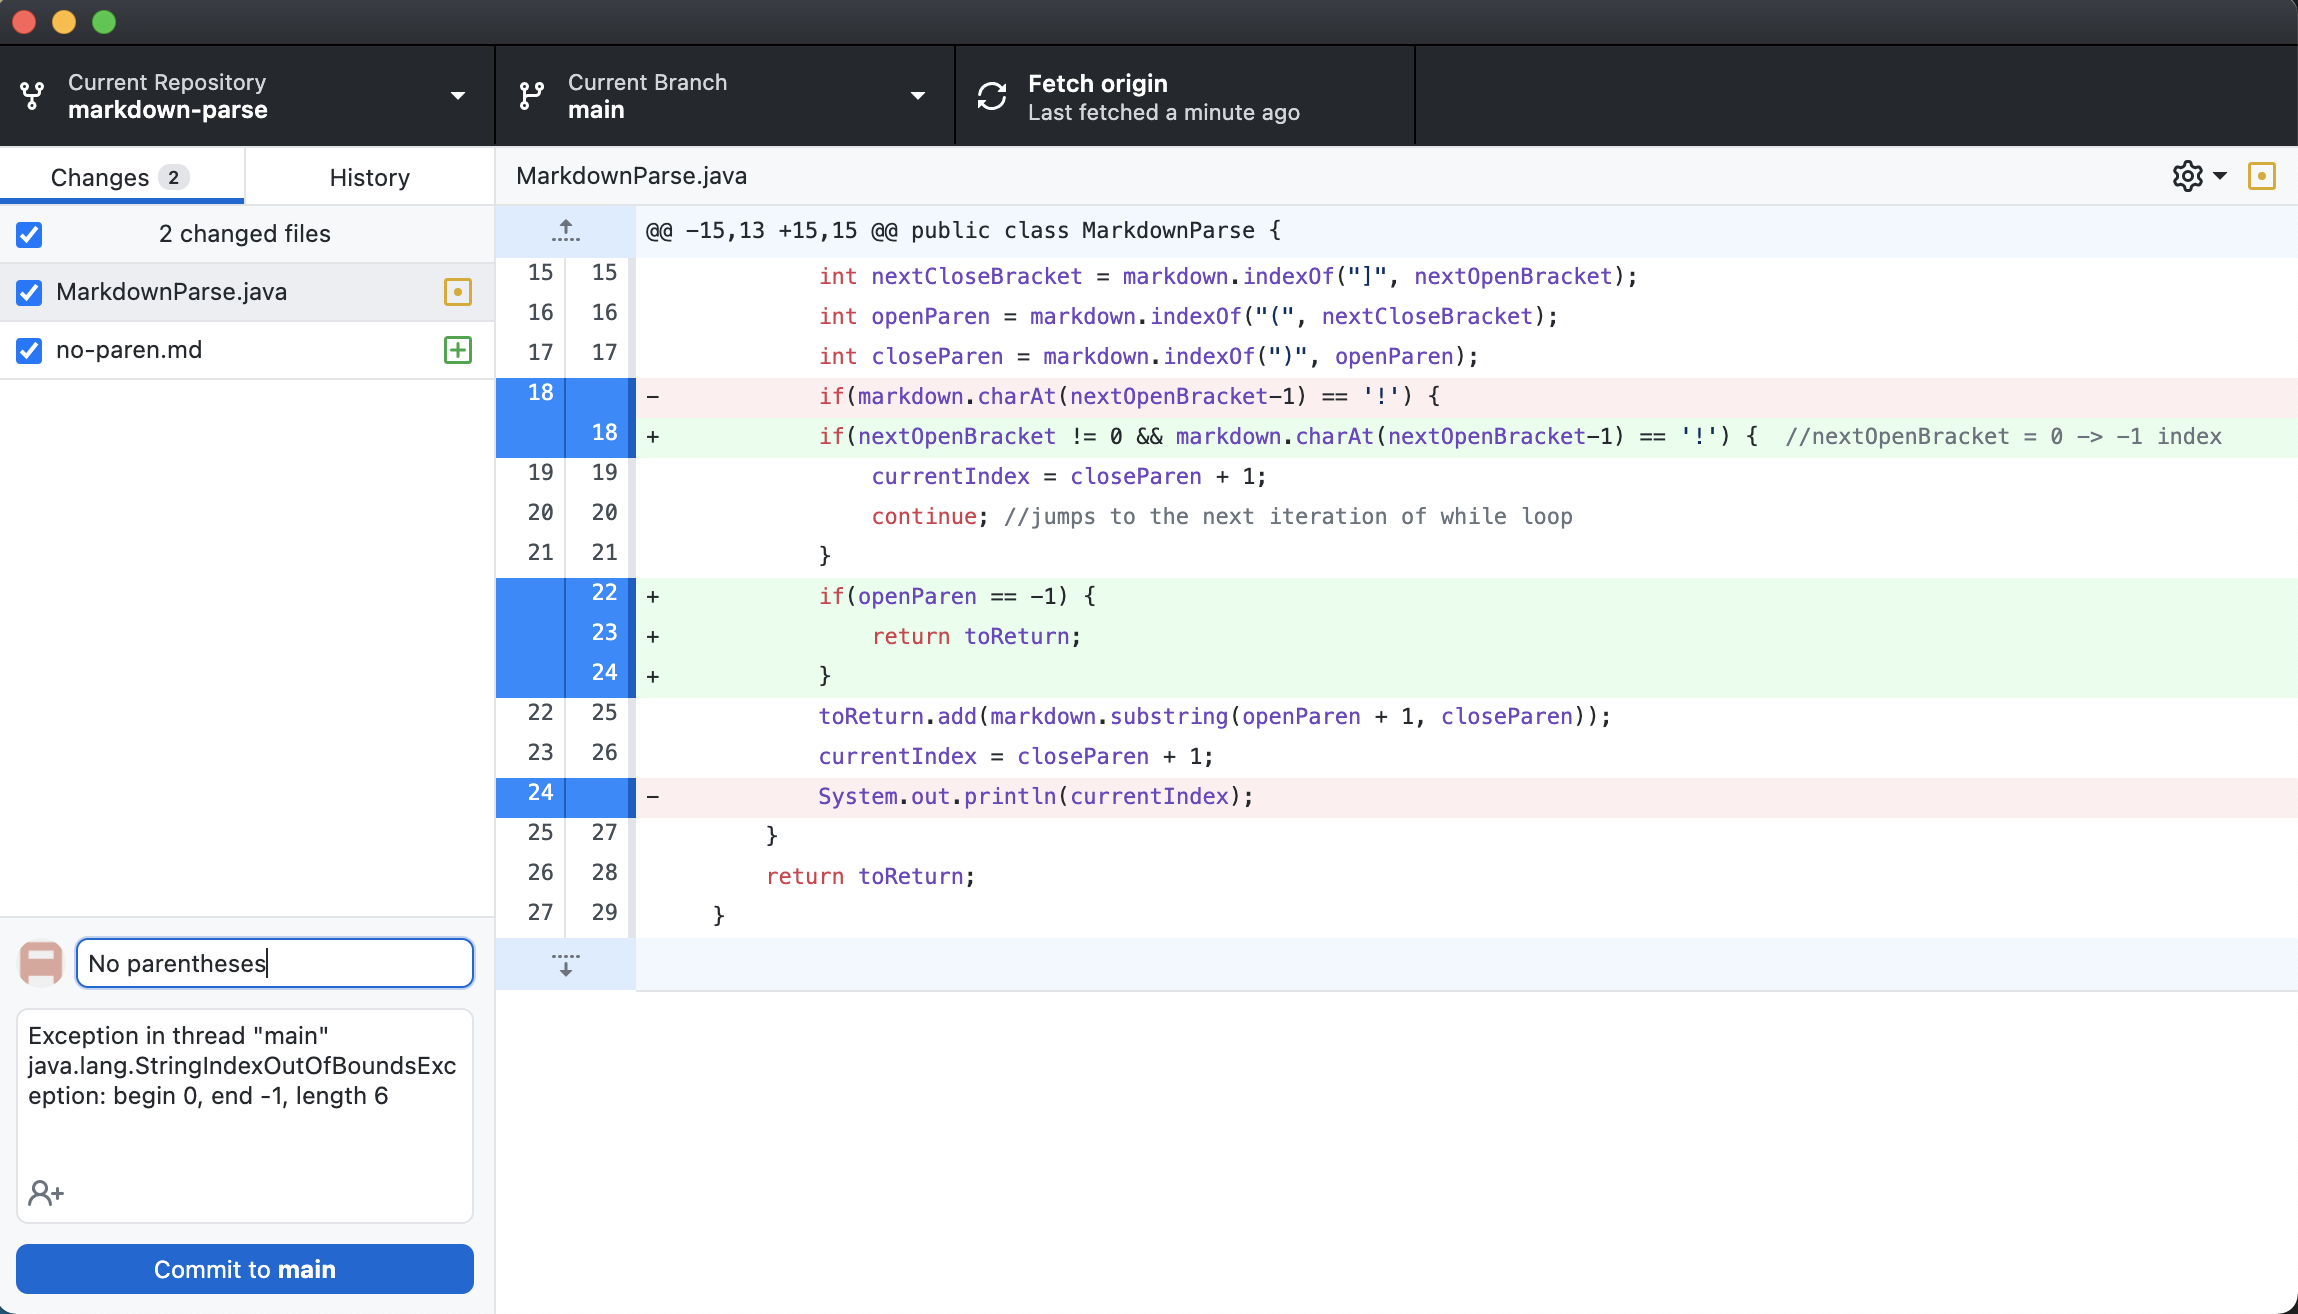 Current Repository
markdown-parse
Current Branch
main
Fetch origin
Last fetched a minute ago
Changes 2
History
2 changed files
MarkdownParse.java
no-paren.md
No parentheses
Exception in thread "main"
java.lang.StringIndexOutOfBoundsExc
eption: begin 0, end -1, length 6
Commit to main
MarkdownParse.java
@@ -15,13 +15,15 @@ public class MarkdownParse {
15 15 int nextCloseBracket = markdown.indexOf("]", nextOpenBracket);
16 16 int openParen = markdown.indexOf("(", nextCloseBracket);
17 17 int closeParen = markdown.indexOf(")", openParen);
18 - if(markdown.charAt(nextOpenBracket-1) == '!') {
18 + if(nextOpenBracket != 0 && markdown.charAt(nextOpenBracket-1) == '!') { //nextOpenBracket = 0 -> -1 index
19 19 currentIndex = closeParen + 1;
20 20 continue; //jumps to the next iteration of while loop
21 21 }
22 + if(openParen == -1) {
23 + return toReturn;
24 + }
22 25 toReturn.add(markdown.substring(openParen + 1, closeParen));
23 26 currentIndex = closeParen + 1;
24 - System.out.println(currentIndex);
25 27 }
26 28 return toReturn;
27 29 }